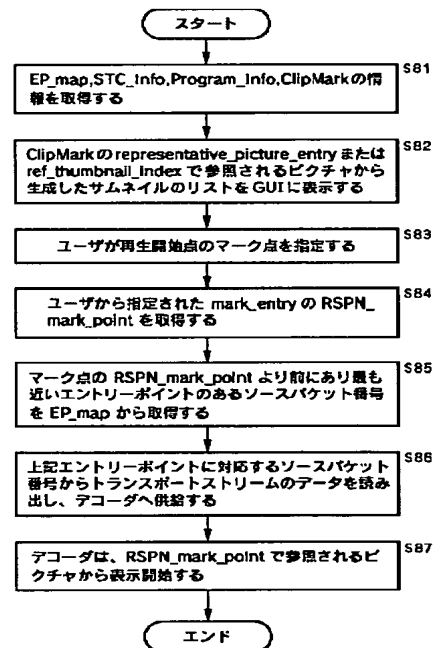 スタート
S81
EP_map,STC_Info,Program_Info,ClipMarkの情
報を取得する
S82
ClipMarkのrepresentative_picture_entryまたは
ref_thumbnail_indexで参照されるピクチャから
生成したサムネイルのリストをGUIに表示する
S83
ユーザが再生開始点のマーク点を指定する
S84
ユーザから指定された mark_entry の RSPN_
mark_point を取得する
S85
マーク点の RSPN_mark_point より前にあり最も
近いエントリーポイントのあるソースパケット番号
を EP_map から取得する
S86
上記エントリーポイントに対応するソースパケット
番号からトランスポートストリームのデータを読み
出し、デコーダへ供給する
S87
デコーダは、RSPN_mark_point で参照されるピ
クチャから表示開始する
エンド